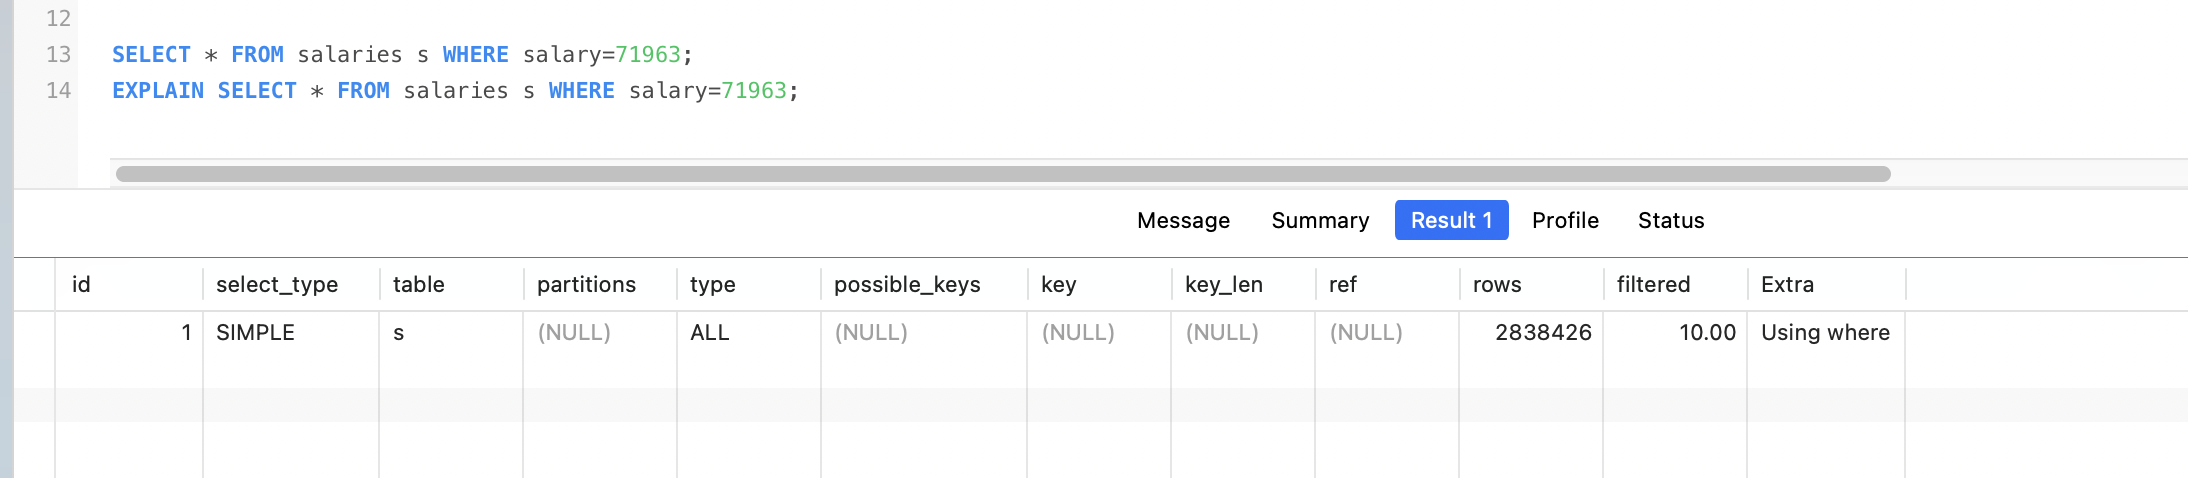 12
13 SELECT * FROM salaries s WHERE salary=71963;
14 EXPLAIN SELECT * FROM salaries s WHERE salary=71963;
Message Summary Result 1 Profile Status
id select_type table partitions type possible_keys key key_len ref rows filtered Extra
1 SIMPLE s (NULL) ALL (NULL) (NULL) (NULL) (NULL) 2838426 10.00 Using where